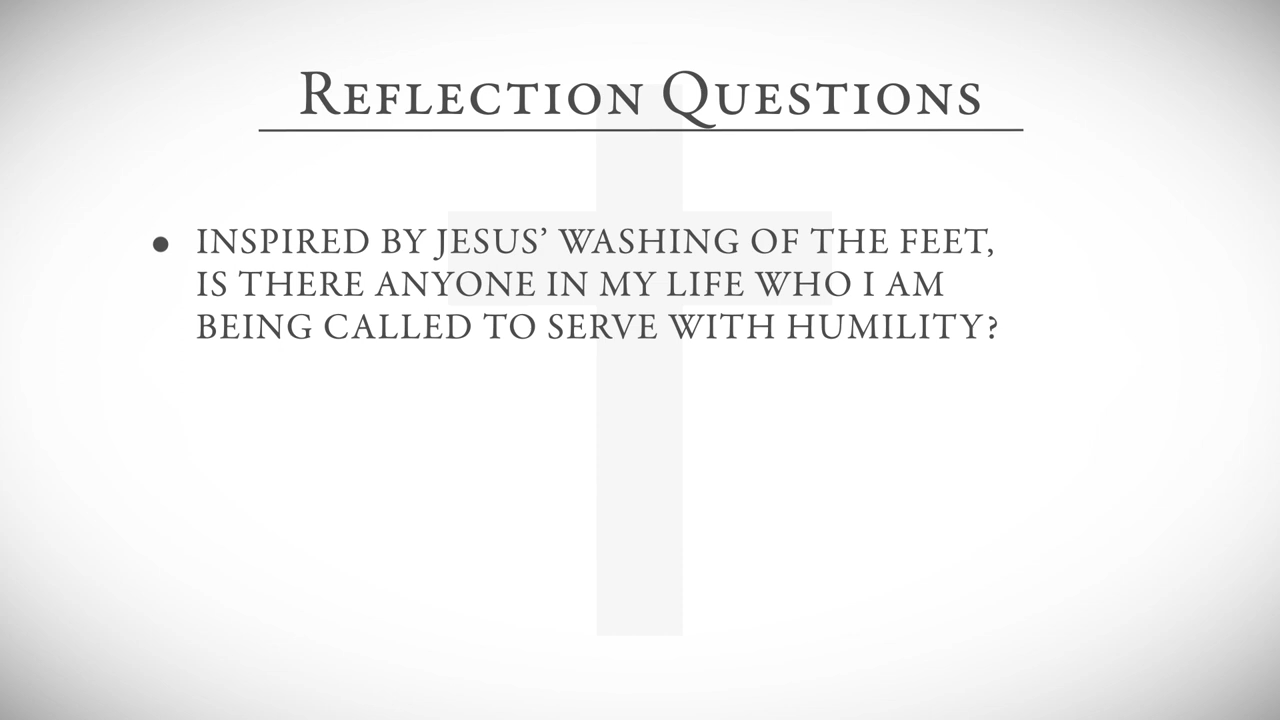 Reflection Questions
• INSPIRED BY JESUS’ WASHING OF THE FEET,
IS THERE ANYONE IN MY LIFE WHO I AM
BEING CALLED TO SERVE WITH HUMILITY?